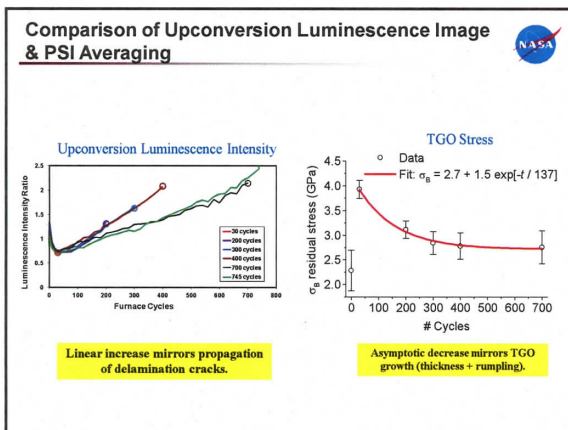 Comparison of Upconversion Luminescence Image
& PSI Averaging
NASA
Upconversion Luminescence Intensity
2.5
2
1.5
1
0.5
0
Luminescence Intensity Ratio
0 100 200 300 400 500 600 700 800
Furnace Cycles
30 cycles
200 cycles
300 cycles
400 cycles
700 cycles
745 cycles
Linear increase mirrors propagation
of delamination cracks.
TGO Stress
Data
Fit: σB = 2.7 + 1.5 exp[-t / 137]
4.5
4.0
3.5
3.0
2.5
2.0
σB residual stress (GPa)
0 100 200 300 400 500 600 700
# Cycles
Asymptotic decrease mirrors TGO
growth (thickness + rumpling).